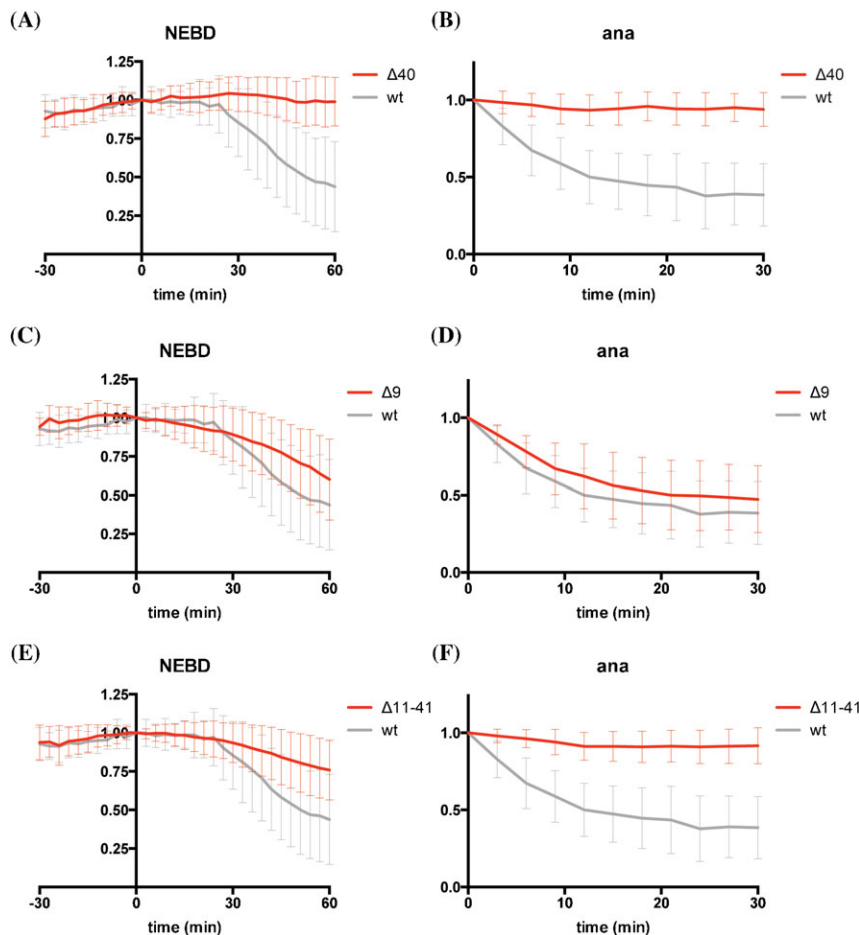 (A)
NEBD
1.25
1.00
0.75
0.50
0.25
-30 0 30 60
time (min)
Δ40
wt
(B)
ana
1.0
0.5
0.0
0 10 20 30
time (min)
Δ40
wt
(C)
NEBD
1.25
1.00
0.75
0.50
0.25
-30 0 30 60
time (min)
Δ9
wt
(D)
ana
1.0
0.5
0.0
0 10 20 30
time (min)
Δ9
wt
(E)
NEBD
1.25
1.00
0.75
0.50
0.25
-30 0 30 60
time (min)
Δ11-41
wt
(F)
ana
1.0
0.5
0.0
0 10 20 30
time (min)
Δ11-41
wt